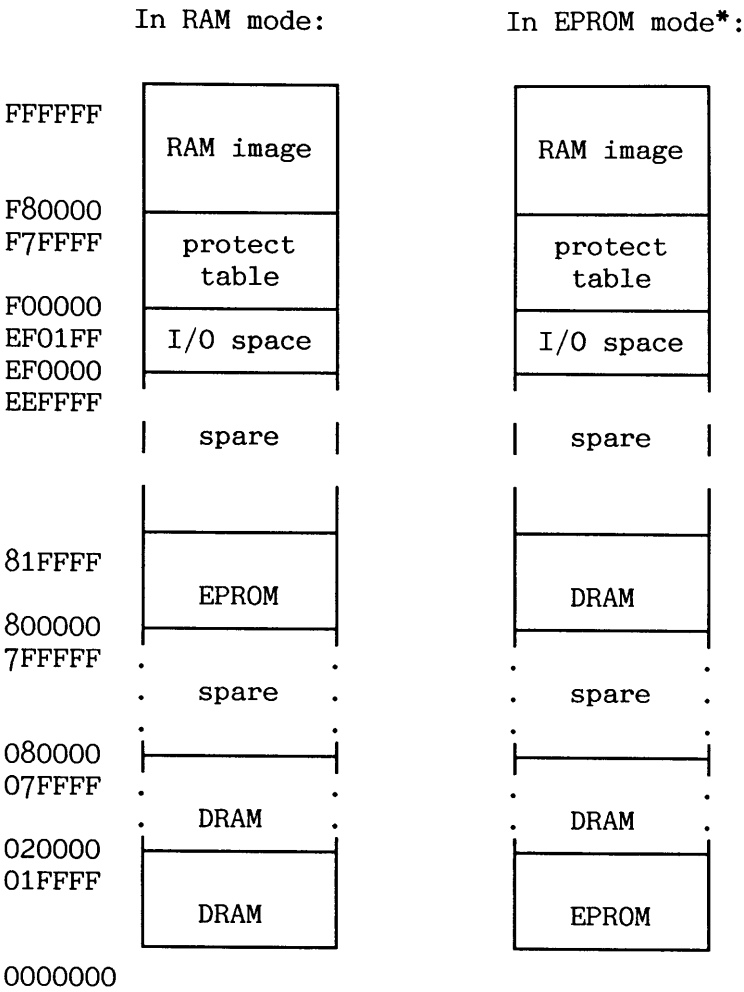 In RAM mode: In EPROM mode*:
FFFFFF
RAM image RAM image
F80000
F7FFFF protect protect
table table
F00000
EF01FF I/O space I/O space
EF0000
EEFFFF
spare spare
81FFFF
EPROM DRAM
800000
7FFFFF
spare spare
080000
07FFFF
DRAM DRAM
020000
01FFFF
DRAM EPROM
0000000